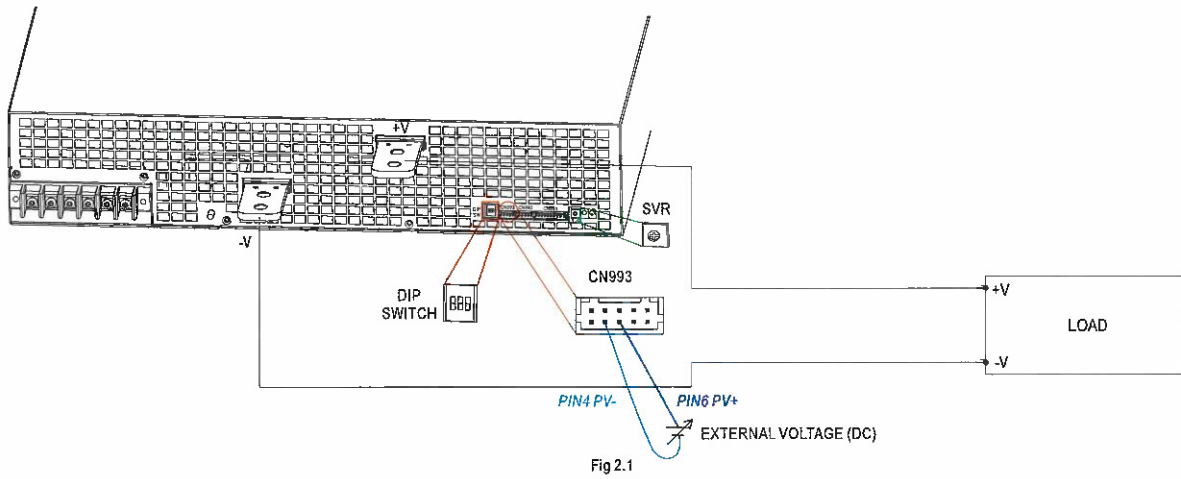 +V
-V
SVR
DIP
SWITCH
CN993
+V
LOAD
-V
PIN4 PV-
PIN6 PV+
EXTERNAL VOLTAGE (DC)
Fig 2.1